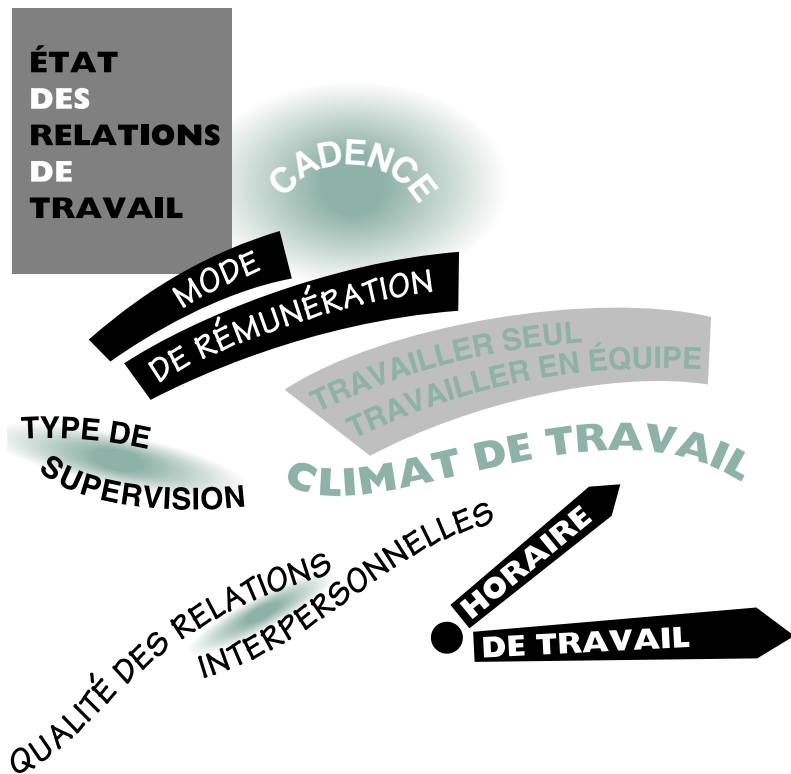 ÉTAT
DES
RELATIONS
DE
TRAVAIL
CADENCE
MODE
DE RÉMUNÉRATION
TRAVAILLER SEUL
TRAVAILLER EN ÉQUIPE
TYPE DE
SUPERVISION
CLIMAT DE TRAVAIL
QUALITÉ DES RELATIONS
INTERPERSONNELLES
HORAIRE
DE TRAVAIL